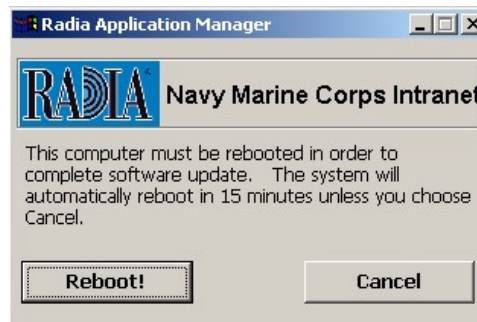 Radia Application Manager
RADIA Navy Marine Corps Intranet
This computer must be rebooted in order to
complete software update. The system will
automatically reboot in 15 minutes unless you choose
Cancel.
Reboot! Cancel